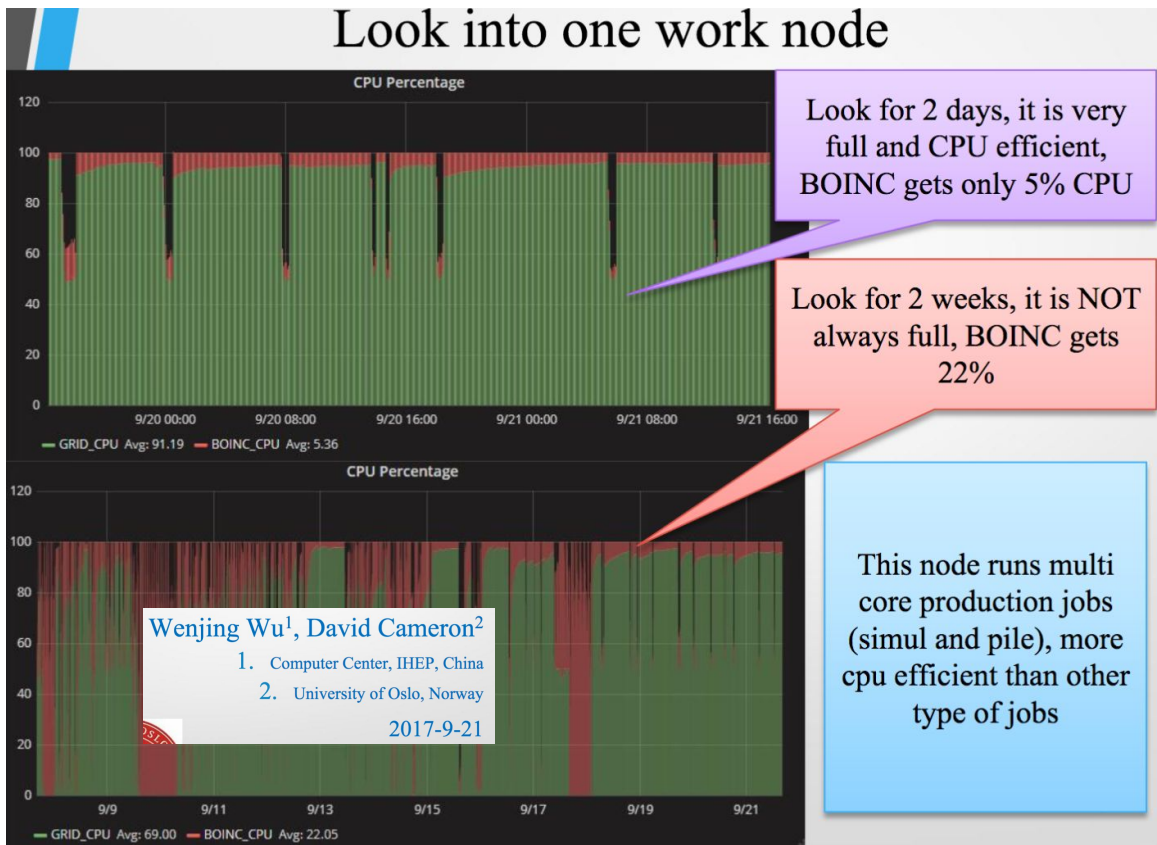 Look into one work node
CPU Percentage
120
100
80
60
40
20
0
9/20 00:00
9/20 08:00
9/20 16:00
9/21 00:00
9/21 08:00
9/21 16:00
GRID_CPU Avg: 91.19
BOINC_CPU Avg: 5.36
Look for 2 days, it is very
full and CPU efficient,
BOINC gets only 5% CPU
Look for 2 weeks, it is NOT
always full, BOINC gets
22%
CPU Percentage
120
100
80
60
40
20
0
9/9
9/11
9/13
9/15
9/17
9/19
9/21
GRID_CPU Avg: 69.00
BOINC_CPU Avg: 22.05
Wenjing Wu1, David Cameron2
1. Computer Center, IHEP, China
2. University of Oslo, Norway
2017-9-21
This node runs multi
core production jobs
(simul and pile), more
cpu efficient than other
type of jobs